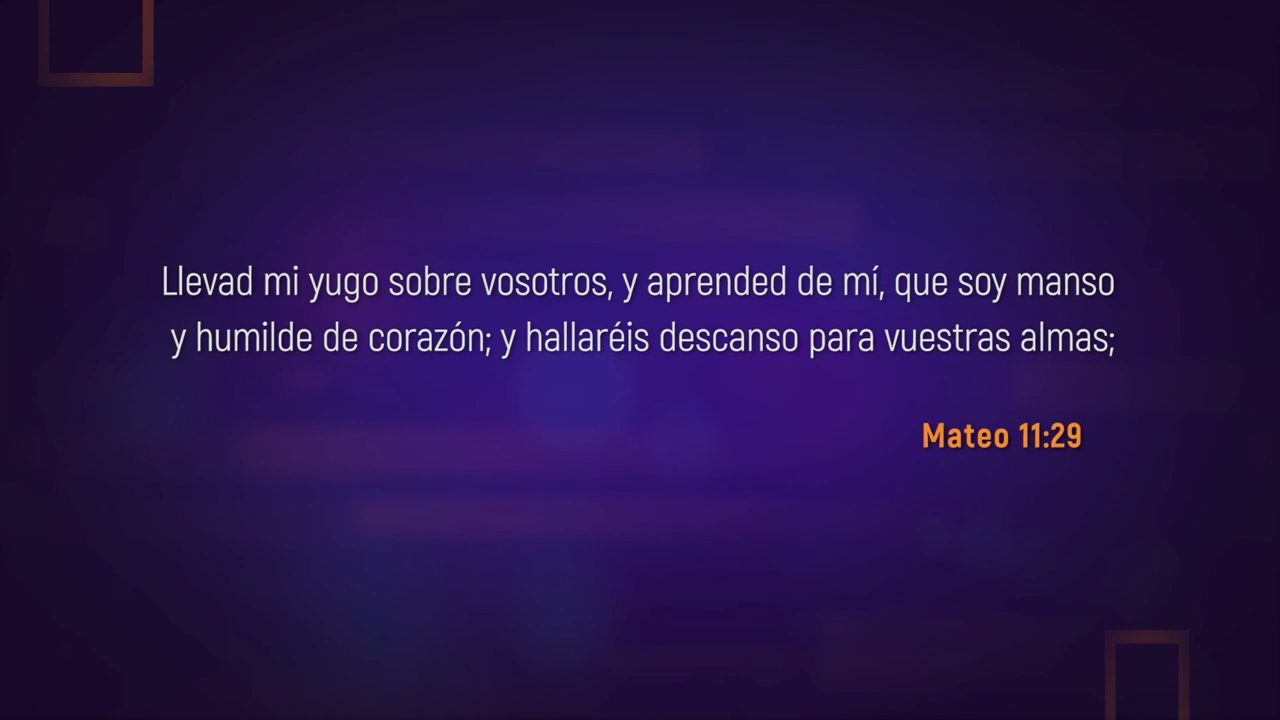 Llevad mi yugo sobre vosotros, y aprended de mí, que soy manso
y humilde de corazón; y hallaréis descanso para vuestras almas;
Mateo 11:29